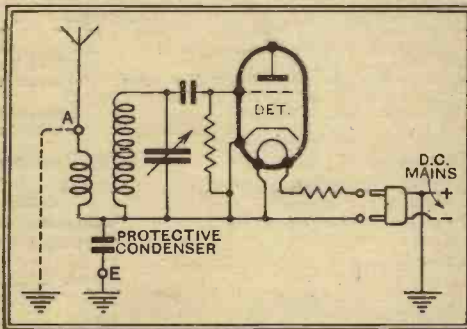 A
DET.
D.C.
MAINS
+
−
PROTECTIVE
CONDENSER
E